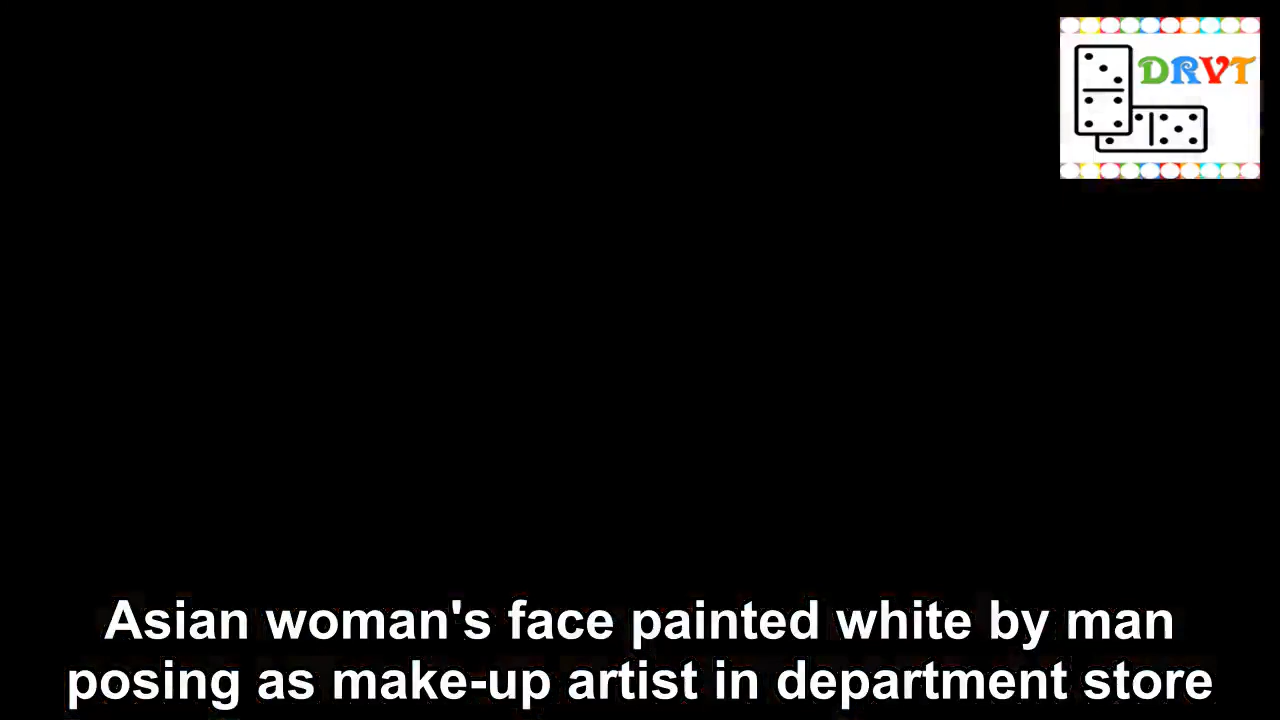 DRVT
Asian woman's face painted white by man
posing as make-up artist in department store